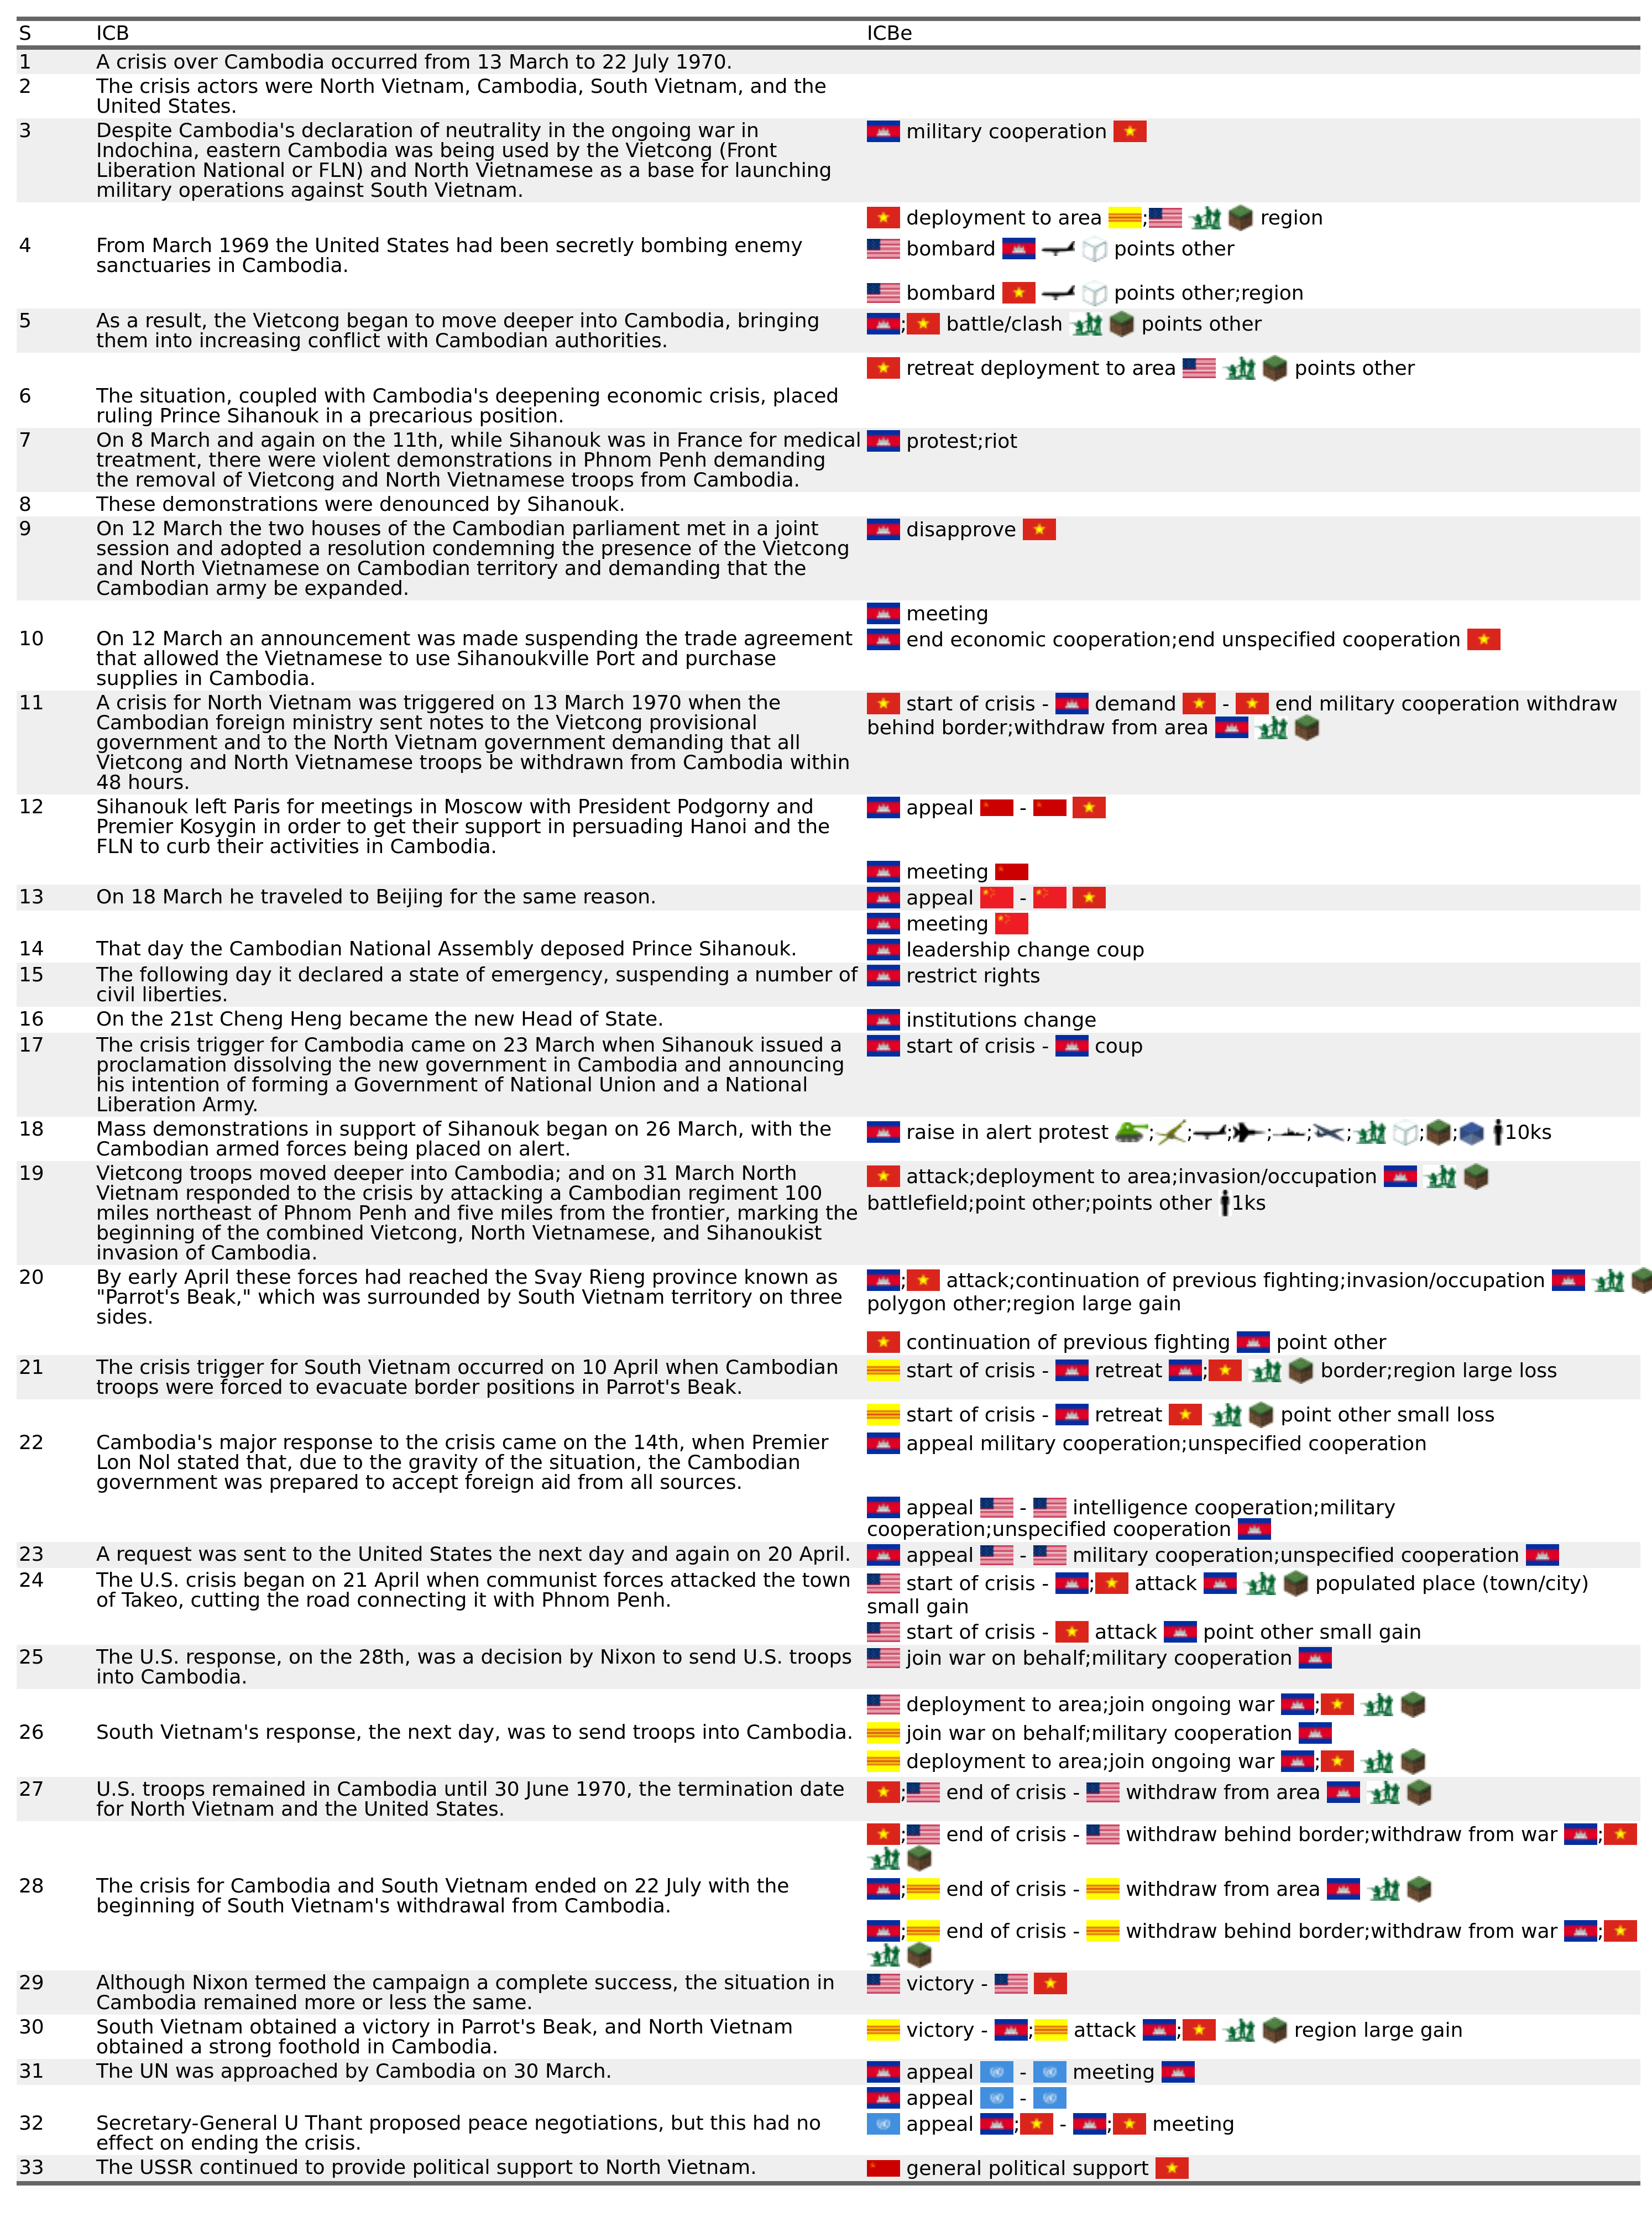 S ICB ICBe
1 A crisis over Cambodia occurred from 13 March to 22 July 1970.
2 The crisis actors were North Vietnam, Cambodia, South Vietnam, and the
United States.
3 Despite Cambodia's declaration of neutrality in the ongoing war in military cooperation
Indochina, eastern Cambodia was being used by the Vietcong (Front
Liberation National or FLN) and North Vietnamese as a base for launching
military operations against South Vietnam.
deployment to area ; region
4 From March 1969 the United States had been secretly bombing enemy bombard points other
sanctuaries in Cambodia.
bombard points other;region
5 As a result, the Vietcong began to move deeper into Cambodia, bringing ; battle/clash points other
them into increasing conflict with Cambodian authorities.
retreat deployment to area points other
6 The situation, coupled with Cambodia's deepening economic crisis, placed
ruling Prince Sihanouk in a precarious position.
7 On 8 March and again on the 11th, while Sihanouk was in France for medical protest;riot
treatment, there were violent demonstrations in Phnom Penh demanding
the removal of Vietcong and North Vietnamese troops from Cambodia.
8 These demonstrations were denounced by Sihanouk.
9 On 12 March the two houses of the Cambodian parliament met in a joint disapprove
session and adopted a resolution condemning the presence of the Vietcong
and North Vietnamese on Cambodian territory and demanding that the
Cambodian army be expanded.
meeting
10 On 12 March an announcement was made suspending the trade agreement end economic cooperation;end unspecified cooperation
that allowed the Vietnamese to use Sihanoukville Port and purchase
supplies in Cambodia.
11 A crisis for North Vietnam was triggered on 13 March 1970 when the start of crisis - demand - end military cooperation withdraw
Cambodian foreign ministry sent notes to the Vietcong provisional behind border;withdraw from area
government and to the North Vietnam government demanding that all
Vietcong and North Vietnamese troops be withdrawn from Cambodia within
48 hours.
12 Sihanouk left Paris for meetings in Moscow with President Podgorny and appeal -
Premier Kosygin in order to get their support in persuading Hanoi and the
FLN to curb their activities in Cambodia.
meeting
13 On 18 March he traveled to Beijing for the same reason. appeal -
meeting
14 That day the Cambodian National Assembly deposed Prince Sihanouk. leadership change coup
15 The following day it declared a state of emergency, suspending a number of restrict rights
civil liberties.
16 On the 21st Cheng Heng became the new Head of State. institutions change
17 The crisis trigger for Cambodia came on 23 March when Sihanouk issued a start of crisis - coup
proclamation dissolving the new government in Cambodia and announcing
his intention of forming a Government of National Union and a National
Liberation Army.
18 Mass demonstrations in support of Sihanouk began on 26 March, with the raise in alert protest ; ; ; ; ; ; ; ; 10ks
Cambodian armed forces being placed on alert.
19 Vietcong troops moved deeper into Cambodia; and on 31 March North attack;deployment to area;invasion/occupation
Vietnam responded to the crisis by attacking a Cambodian regiment 100 battlefield;point other;points other 1ks
miles northeast of Phnom Penh and five miles from the frontier, marking the
beginning of the combined Vietcong, North Vietnamese, and Sihanoukist
invasion of Cambodia.
20 By early April these forces had reached the Svay Rieng province known as ; attack;continuation of previous fighting;invasion/occupation
"Parrot's Beak," which was surrounded by South Vietnam territory on three polygon other;region large gain
sides.
continuation of previous fighting point other
21 The crisis trigger for South Vietnam occurred on 10 April when Cambodian start of crisis - retreat ; border;region large loss
troops were forced to evacuate border positions in Parrot's Beak.
start of crisis - retreat point other small loss
22 Cambodia's major response to the crisis came on the 14th, when Premier appeal military cooperation;unspecified cooperation
Lon Nol stated that, due to the gravity of the situation, the Cambodian
government was prepared to accept foreign aid from all sources.
appeal - intelligence cooperation;military
cooperation;unspecified cooperation
23 A request was sent to the United States the next day and again on 20 April. appeal - military cooperation;unspecified cooperation
24 The U.S. crisis began on 21 April when communist forces attacked the town start of crisis - ; attack populated place (town/city)
of Takeo, cutting the road connecting it with Phnom Penh. small gain
start of crisis - attack point other small gain
25 The U.S. response, on the 28th, was a decision by Nixon to send U.S. troops join war on behalf;military cooperation
into Cambodia.
deployment to area;join ongoing war ;
26 South Vietnam's response, the next day, was to send troops into Cambodia. join war on behalf;military cooperation
deployment to area;join ongoing war ;
27 U.S. troops remained in Cambodia until 30 June 1970, the termination date ; end of crisis - withdraw from area
for North Vietnam and the United States.
; end of crisis - withdraw behind border;withdraw from war ;
28 The crisis for Cambodia and South Vietnam ended on 22 July with the ; end of crisis - withdraw from area
beginning of South Vietnam's withdrawal from Cambodia.
; end of crisis - withdraw behind border;withdraw from war ;
29 Although Nixon termed the campaign a complete success, the situation in victory -
Cambodia remained more or less the same.
30 South Vietnam obtained a victory in Parrot's Beak, and North Vietnam victory - ; attack ; region large gain
obtained a strong foothold in Cambodia.
31 The UN was approached by Cambodia on 30 March. appeal - meeting
appeal -
32 Secretary-General U Thant proposed peace negotiations, but this had no appeal ; - ; meeting
effect on ending the crisis.
33 The USSR continued to provide political support to North Vietnam. general political support